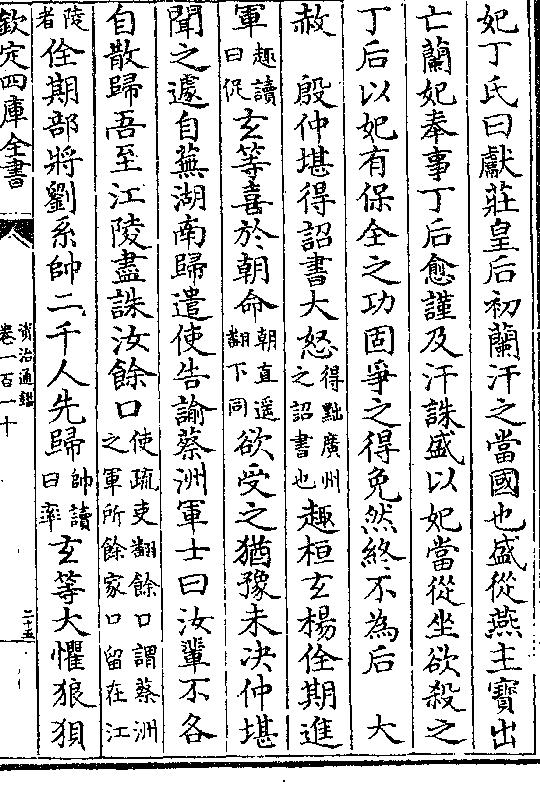 妃丁氏曰獻莊皇后初蘭汗之當國也盛從燕主寶出
亡蘭妃奉事丁后愈謹及汗誅盛以妃當從坐欲殺之
丁后以妃有保全之功固爭之得免然終不為后　大
赦　殷仲堪得詔書大怒得黜廣州之詔書也趣桓玄楊佺期進
軍趣讀曰促玄等喜於朝命朝直遥翻下同欲受之猶豫未決仲堪
聞之遽自蕪湖南歸遣使告諭蔡洲軍士曰汝輩不各
自散歸吾至江陵盡誅汝餘口使疏吏翻餘口謂蔡洲之軍所餘家口留在江
陵者佺期部將劉系帥二千人先歸帥讀曰率玄等大懼狼狽
欽定四庫全書
資治通鑑
卷一百一十
二十五